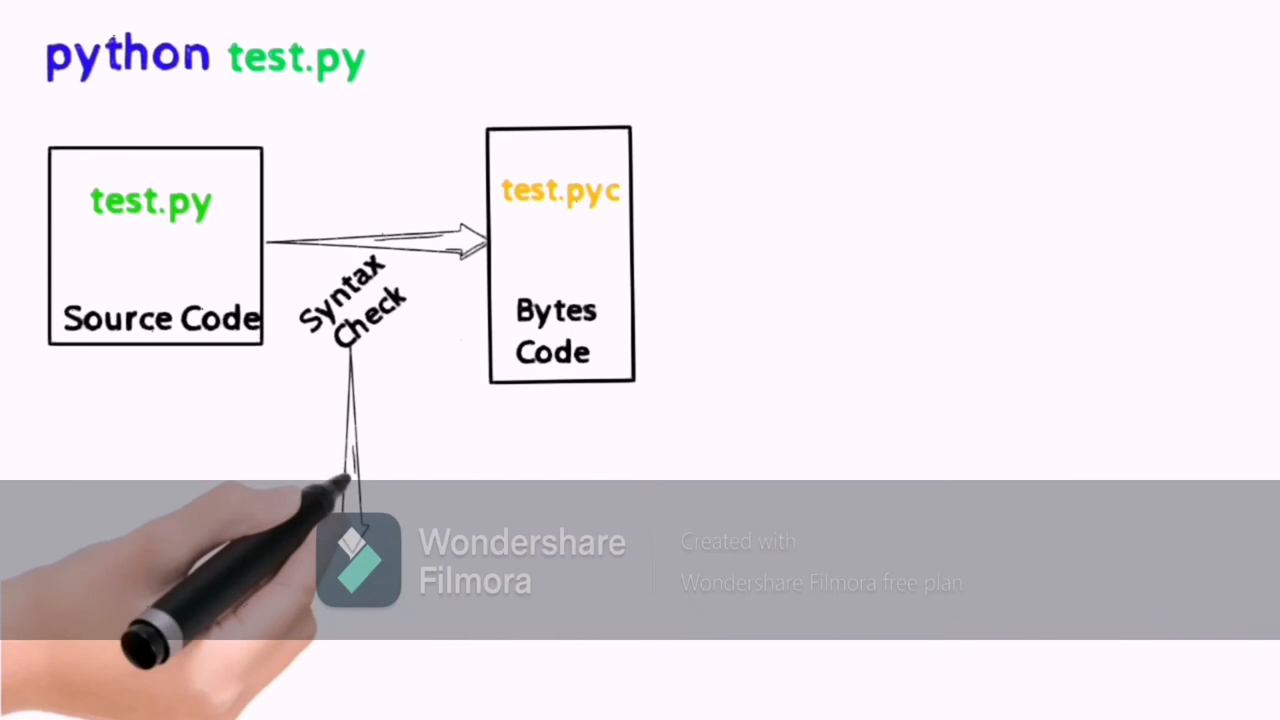 python test.py
test.py
Source Code
Syntax
Check
test.pyc
Bytes
Code
Wondershare
Filmora
Created with
Wondershare Filmora free plan